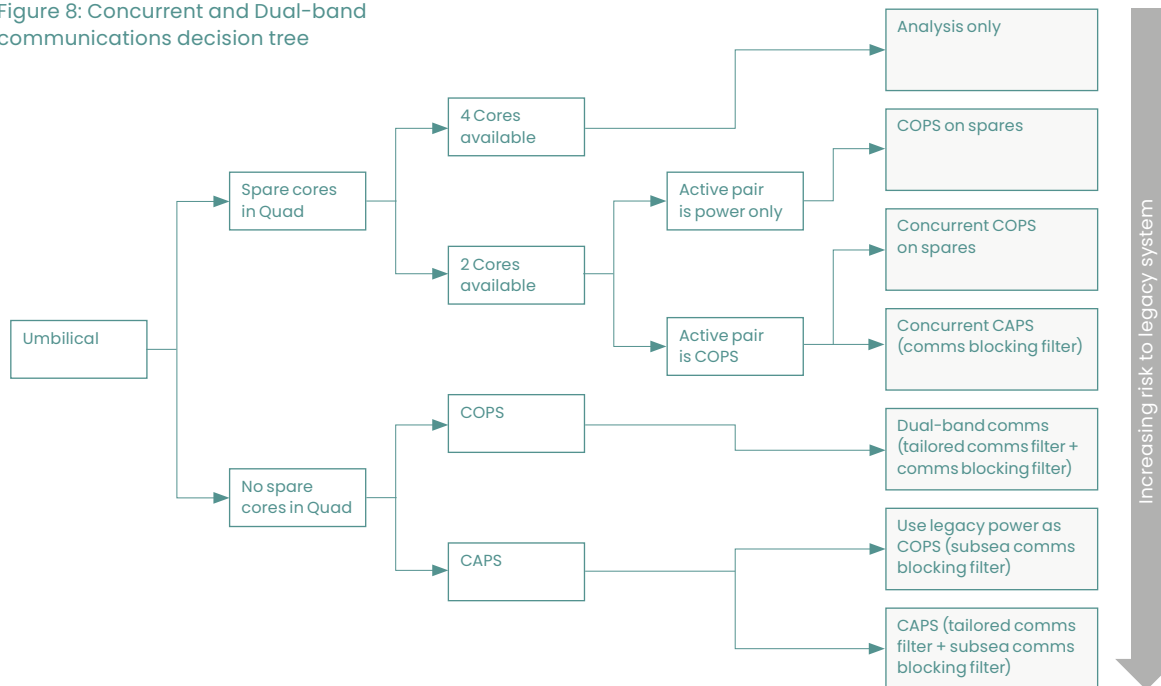 Figure 8: Concurrent and Dual-band
communications decision tree
Umbilical
Spare cores
in Quad
No spare
cores in Quad
4 Cores
available
2 Cores
available
COPS
CAPS
Active pair
is power only
Active pair
is COPS
Analysis only
COPS on spares
Concurrent COPS
on spares
Concurrent CAPS
(comms blocking filter)
Dual-band comms
(tailored comms filter +
comms blocking filter)
Use legacy power as
COPS (subsea comms
blocking filter)
CAPS (tailored comms
filter + subsea comms
blocking filter)
Increasing risk to legacy system